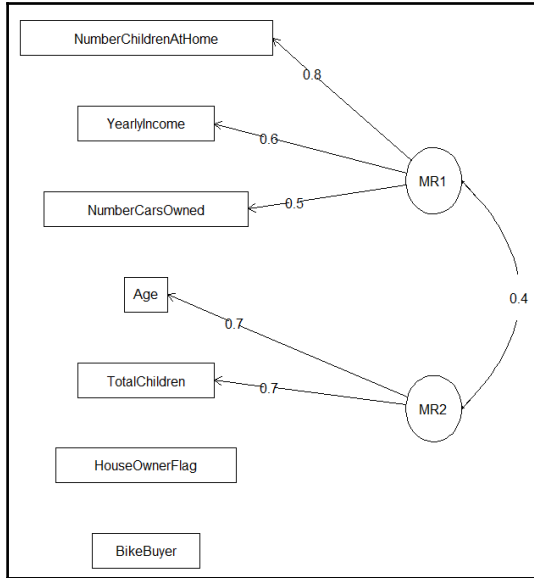 NumberChildrenAtHome
0.8
YearlyIncome
0.6
MR1
NumberCarsOwned
0.5
Age
0.4
0.7
TotalChildren
0.7
MR2
HouseOwnerFlag
BikeBuyer